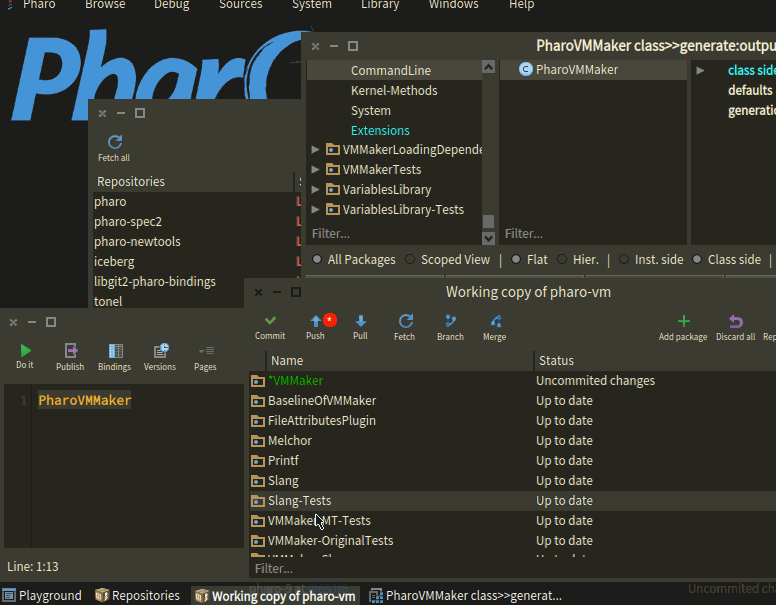 Pharo Browse Debug Sources System Library Windows Help
Phar
PharoVMMaker class>>generate:outpu
CommandLine
Kernel-Methods
System
Extensions
VMMakerLoadingDepende
VMMakerTests
VariablesLibrary
VariablesLibrary-Tests
Filter...
PharoVMMaker
Filter...
class side
defaults
generatio
All Packages Scoped View | Flat Hier. | Inst. side Class side |
Fetch all
Repositories
pharo
pharo-spec2
pharo-newtools
iceberg
libgit2-pharo-bindings
tonel
Working copy of pharo-vm
Commit Push Pull Fetch Branch Merge Add package Discard all Rep
Name Status
*VMMaker Uncommited changes
BaselineOfVMMaker Up to date
FileAttributesPlugin Up to date
Melchor Up to date
Printf Up to date
Slang Up to date
Slang-Tests Up to date
VMMaker-MT-Tests Up to date
VMMaker-OriginalTests Up to date
Filter...
Do it Publish Bindings Versions Pages
1 PharoVMMaker
Line: 1:13
Uncommited ch
Playground Repositories Working copy of pharo-vm PharoVMMaker class>>generat...